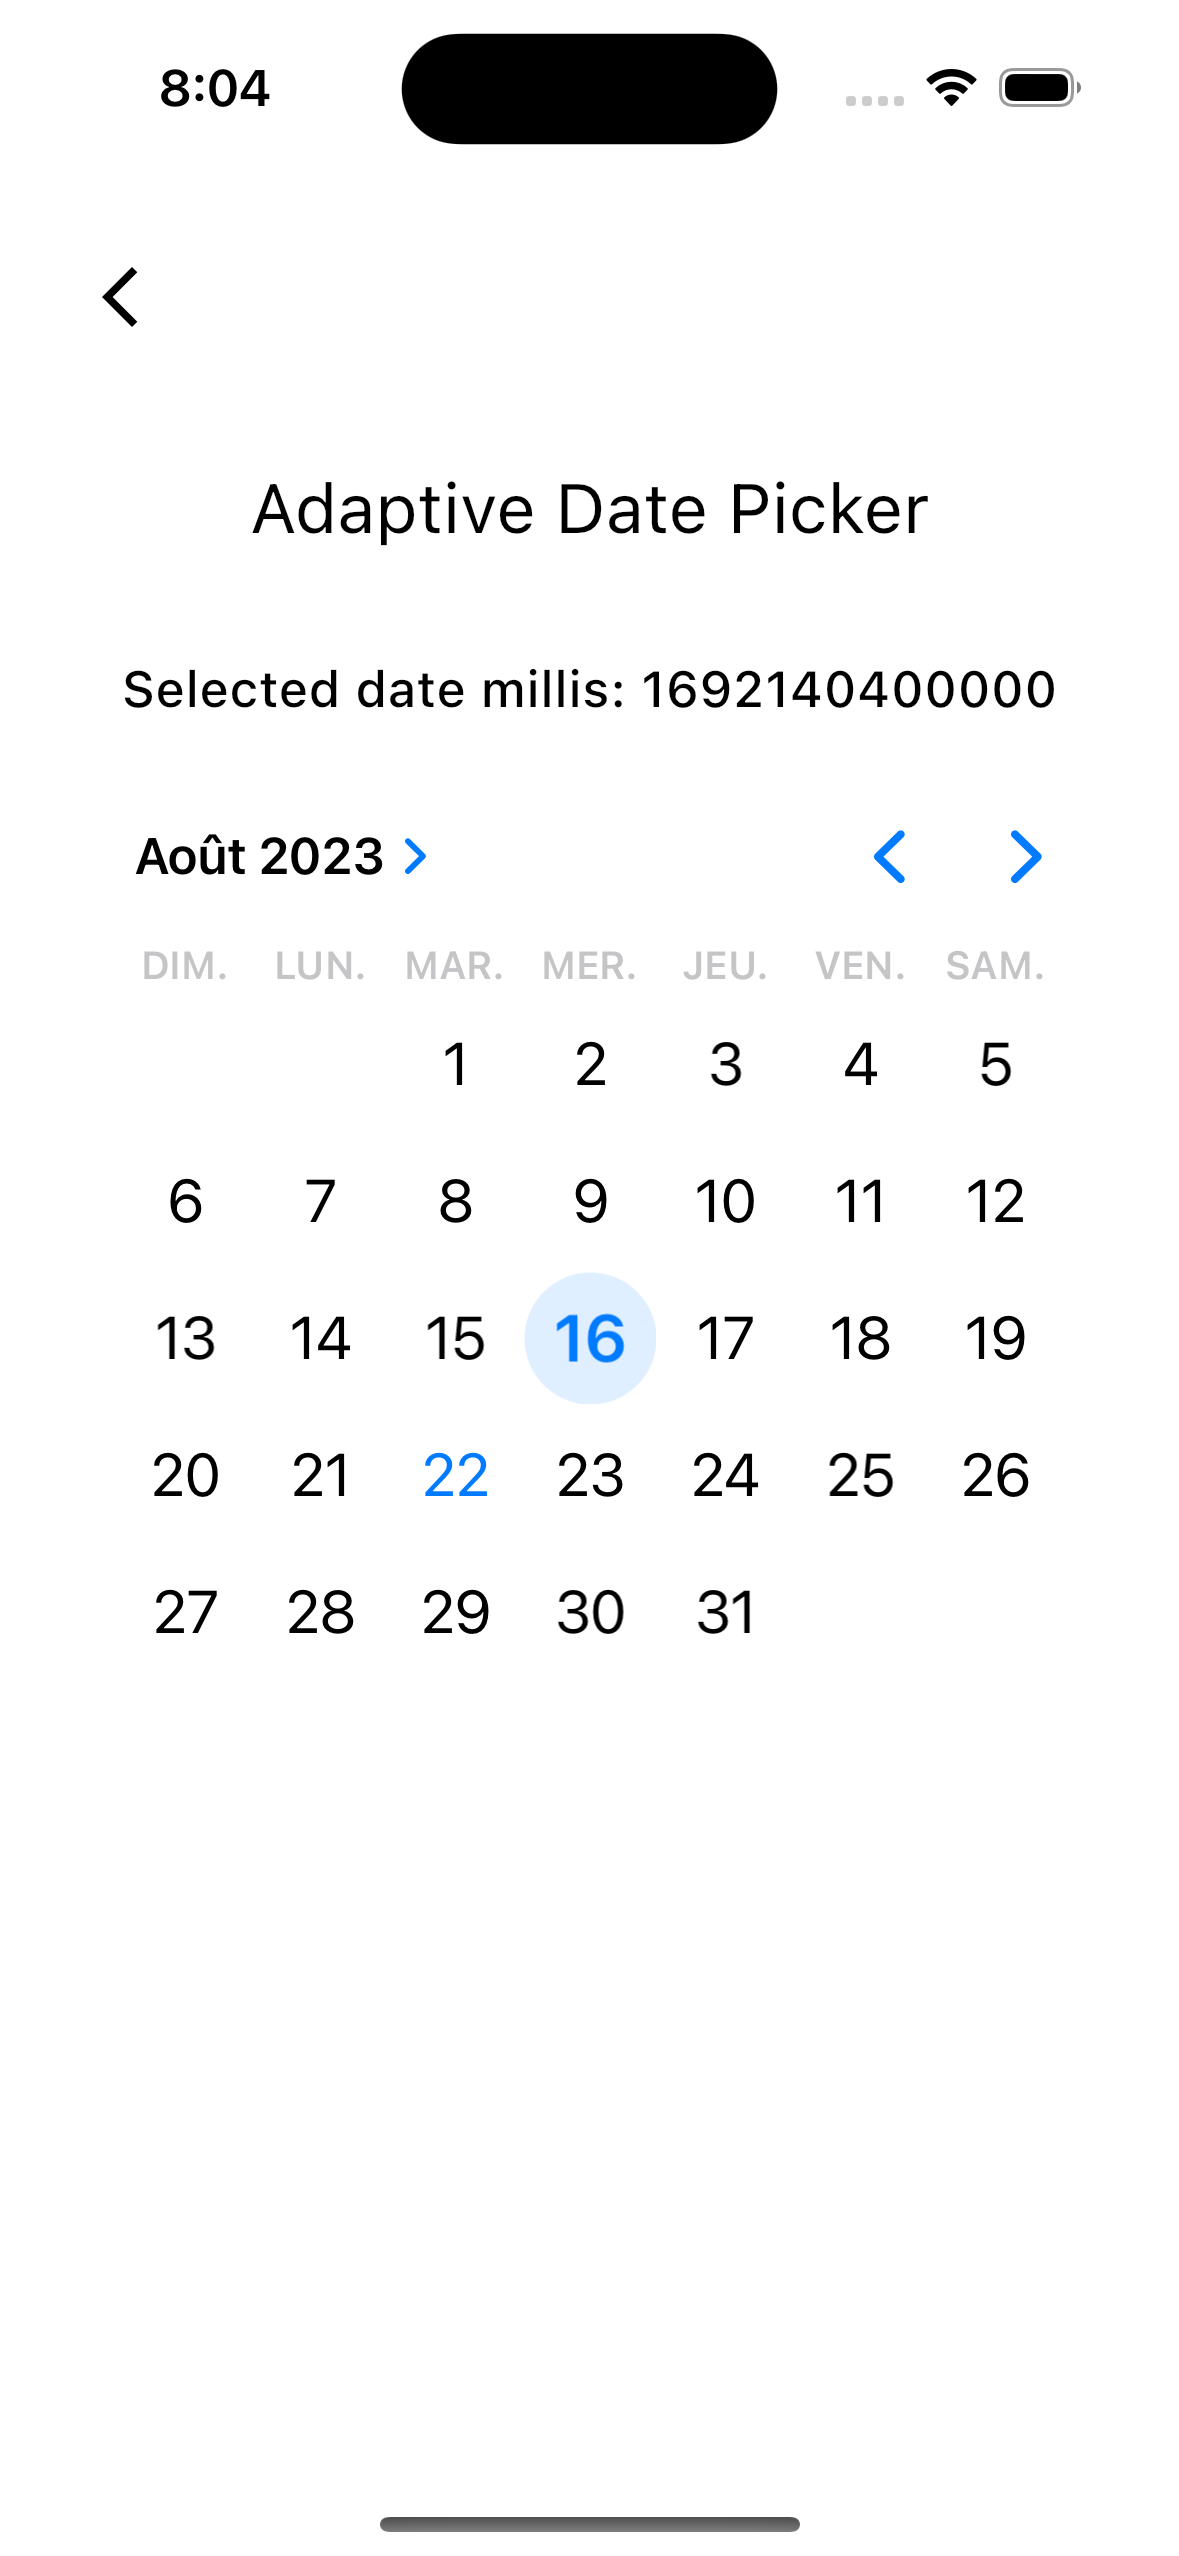 8:04
Adaptive Date Picker
Selected date millis: 1692140400000
Août 2023
DIM. LUN. MAR. MER. JEU. VEN. SAM.
1 2 3 4 5
6 7 8 9 10 11 12
13 14 15 16 17 18 19
20 21 22 23 24 25 26
27 28 29 30 31